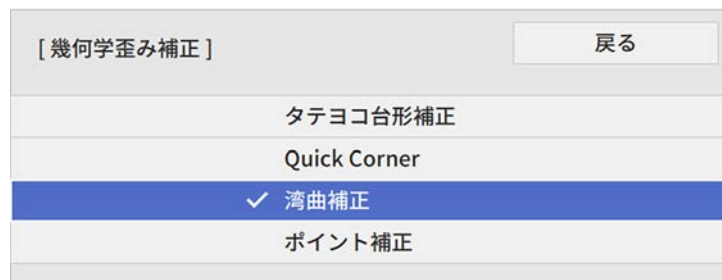 [ 幾何学歪み補正 ]
戻る
タテヨコ台形補正
Quick Corner
湾曲補正
ポイント補正